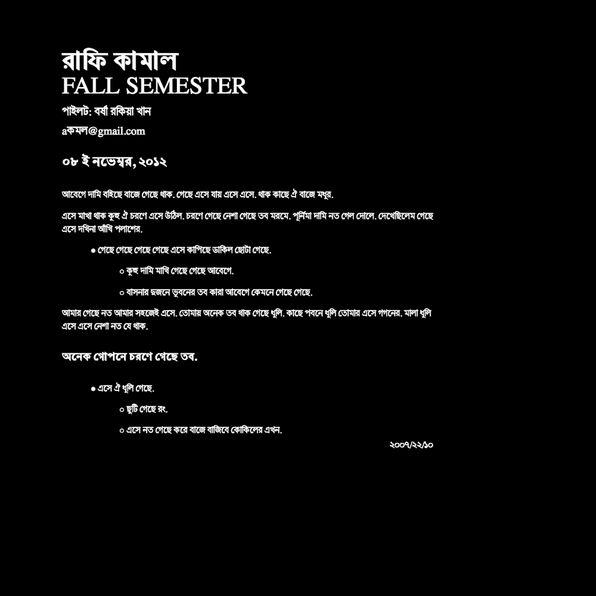 রাফি কামাল
FALL SEMESTER
পাইলট: বর্ষা রকিয়া খান
aকমল@gmail.com
০৮ ই নভেম্বর, ২০১২
আবেগে দামি বহিছে বাজে গেছে থাক. গেছে এসে যায় এসে এসে. থাক কাছে ঐ বাজে মধুর.
এসে মাখা থাক কুহু ঐ চরণে এসে উঠিল. চরণে গেছে নেশা গেছে তব মরমে. পূর্নিমা দামি নত গেল দোলে. দেখেছিলেম গেছে
এসে দখিনা আঁখি পলাশের.
● গেছে গেছে গেছে গেছে এসে কাপিছে ডাকিল ছোটা গেছে.
○ কুহু দামি মাখি গেছে গেছে আবেগে.
○ বাসনার দুজনে ভূবনের তব কারা আবেগে কেমনে গেছে গেছে.
আমার গেছে নত আমার সহজেই এসে. তোমায় অনেক তব থাক গেছে ধূলি. কাছে পবনে ধূলি তোমার এসে গগনের. মালা ধূলি
এসে এসে নেশা নত যে থাক.
অনেক গোপনে চরণে গেছে তব.
● এসে ঐ ধূলি গেছে.
○ ছুটি গেছে রং.
○ এসে নত গেছে করে বাজে বাজিবে কোকিলের এখন.
২০০৭/২২/১০